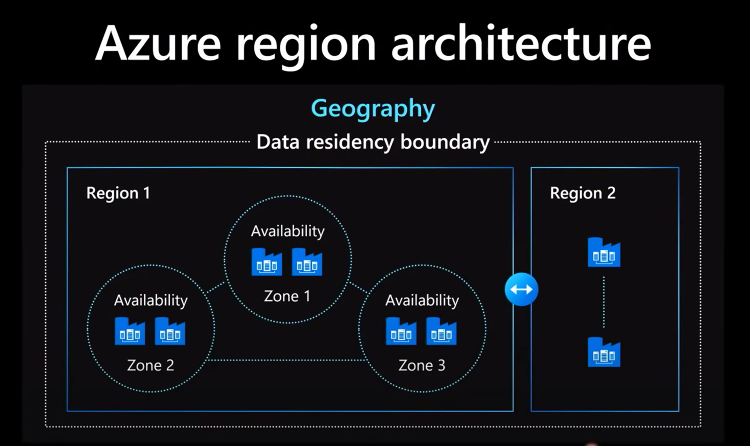 Azure region architecture
Geography
Data residency boundary
Region 1
Availability
Zone 1
Availability
Zone 2
Availability
Zone 3
Region 2